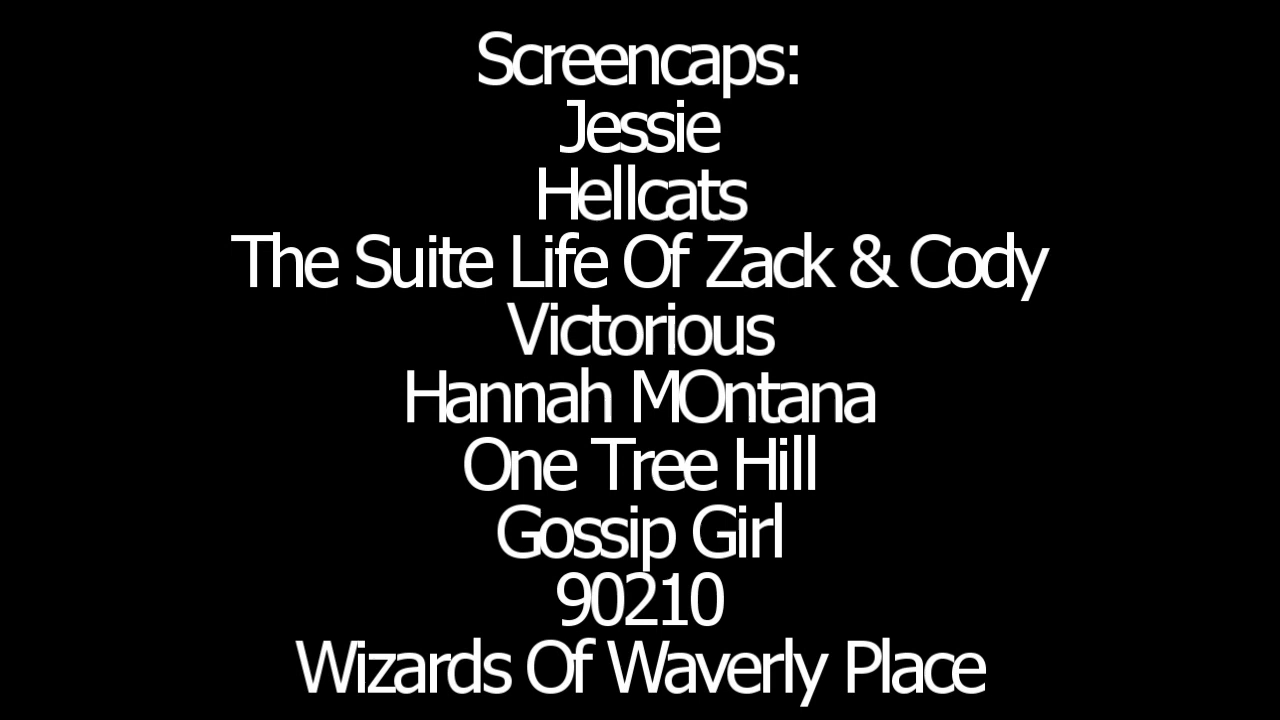 Screencaps:
Jessie
Hellcats
The Suite Life Of Zack & Cody
Victorious
Hannah MOntana
One Tree Hill
Gossip Girl
90210
Wizards Of Waverly Place